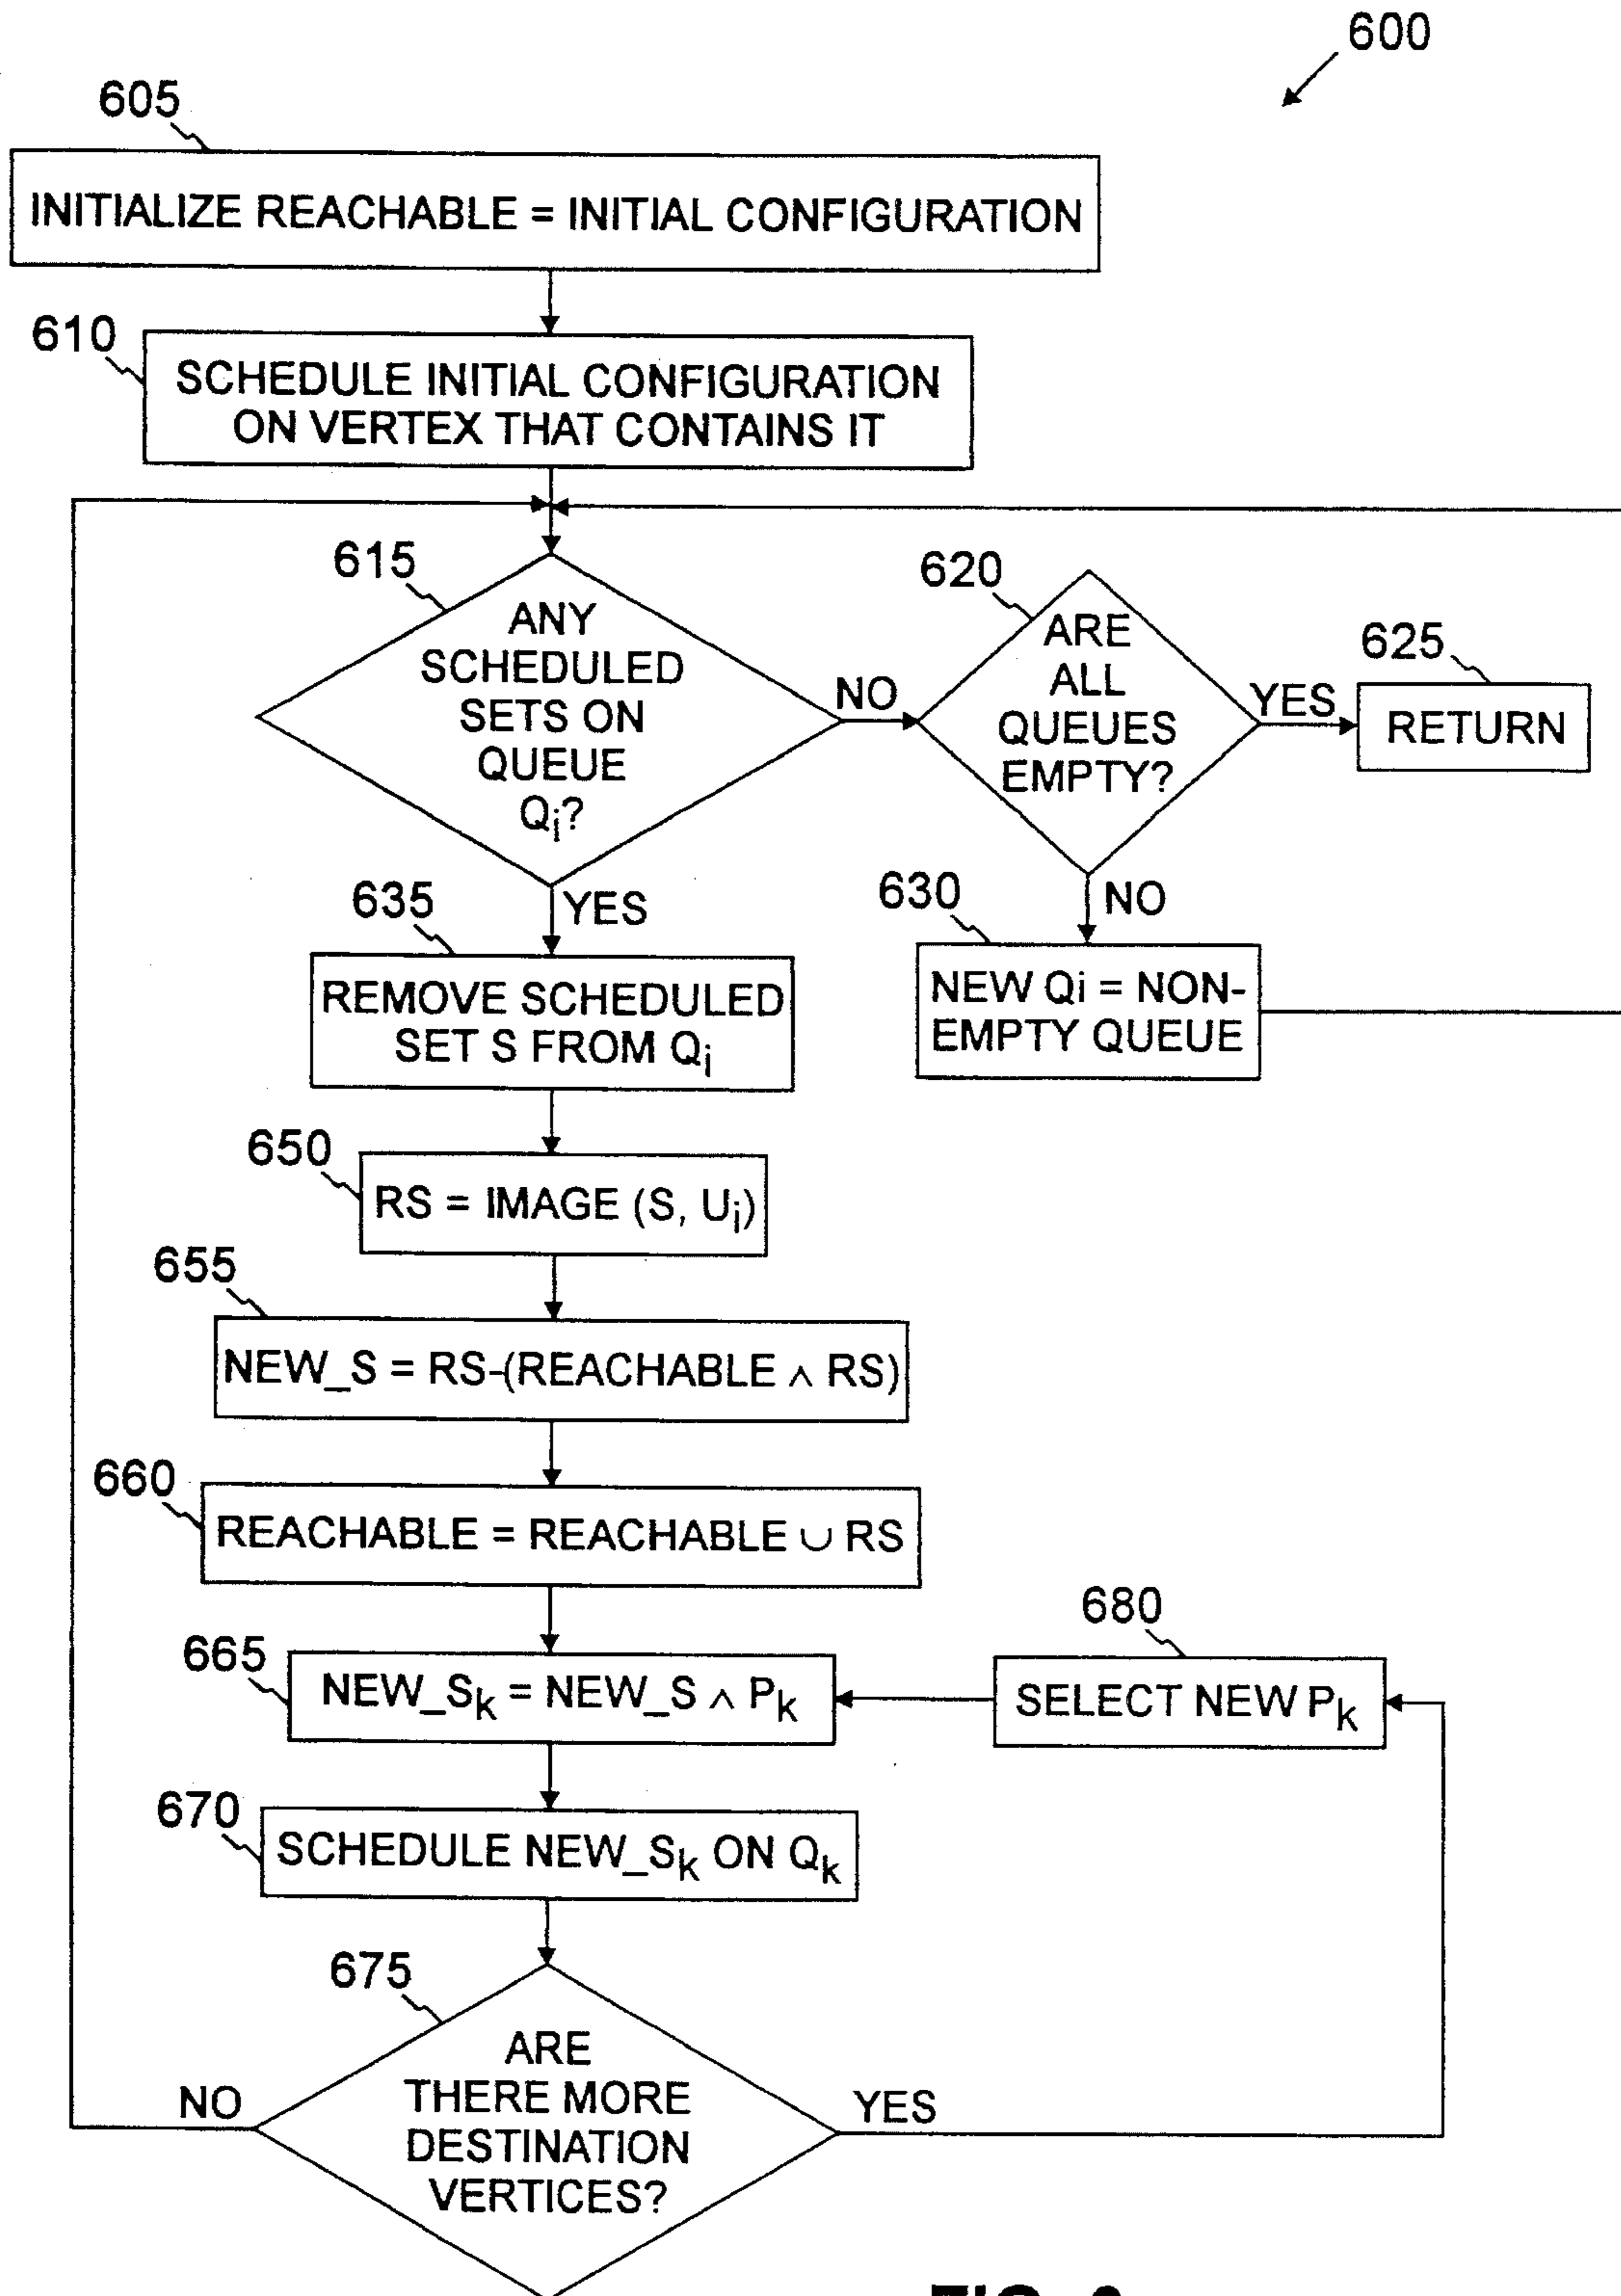 600
605
INITIALIZE REACHABLE = INITIAL CONFIGURATION
610
SCHEDULE INITIAL CONFIGURATION
ON VERTEX THAT CONTAINS IT
615
ANY
SCHEDULED
SETS ON
QUEUE
Qi?
NO
620
ARE
ALL
QUEUES
EMPTY?
YES
625
RETURN
NO
630
NEW Qi = NON-
EMPTY QUEUE
YES
635
REMOVE SCHEDULED
SET S FROM Qi
650
RS = IMAGE (S, Ui)
655
NEW_S = RS-(REACHABLE ∧ RS)
660
REACHABLE = REACHABLE ∪ RS
665
NEW_Sk = NEW_S ∧ Pk
680
SELECT NEW Pk
670
SCHEDULE NEW_Sk ON Qk
675
ARE
THERE MORE
DESTINATION
VERTICES?
NO
YES